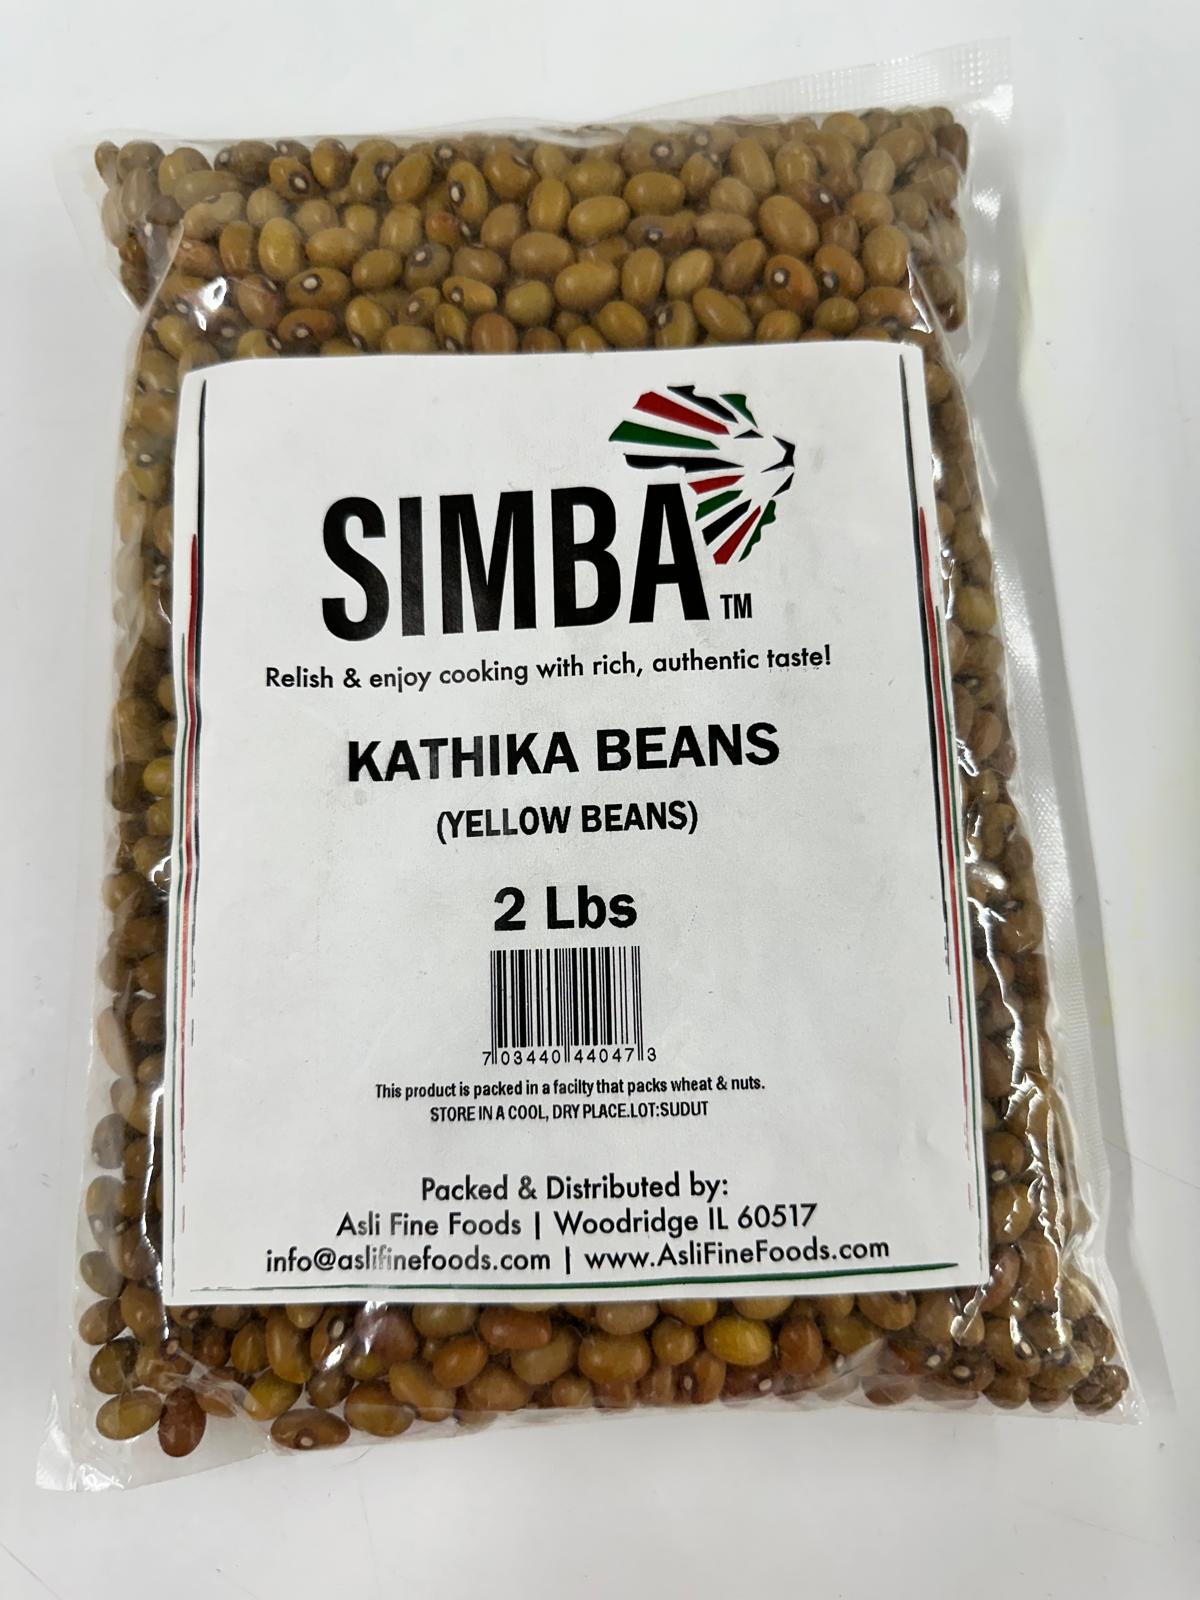 SIMBA TM
Relish & enjoy cooking with rich, authentic taste!
KATHIKA BEANS
(YELLOW BEANS)
2 Lbs
7 03440 44047 3
This product is packed in a facilty that packs wheat & nuts.
STORE IN A COOL, DRY PLACE.LOT:SUDUT
Packed & Distributed by:
Asli Fine Foods | Woodridge IL 60517
info@aslifinefoods.com | www.AsliFineFoods.com